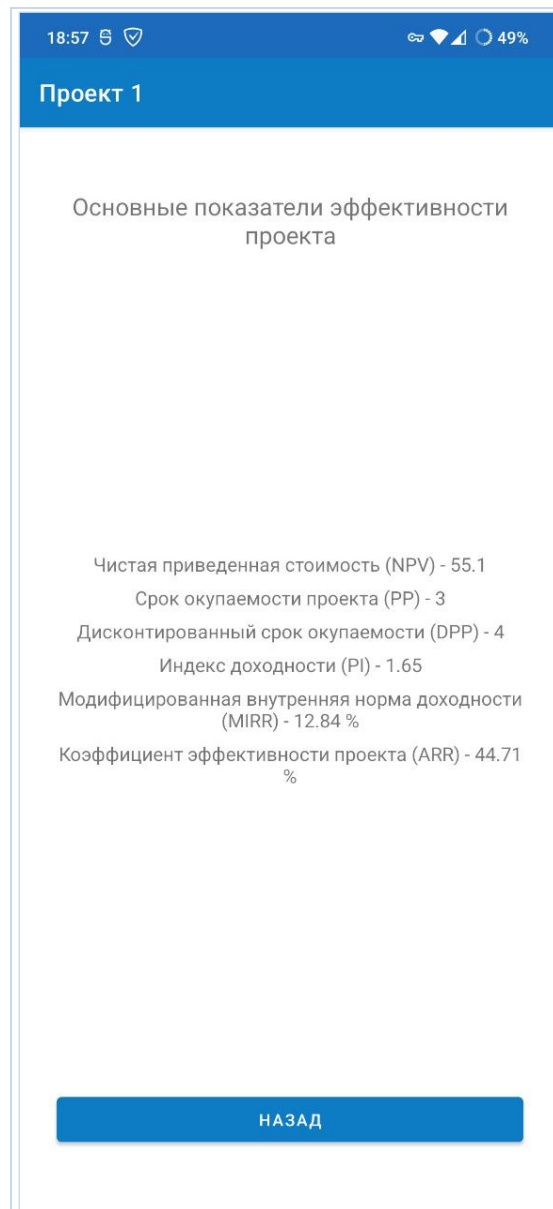 18:57
49%
Проект 1
Основные показатели эффективности
проекта
Чистая приведенная стоимость (NPV) - 55.1
Срок окупаемости проекта (PP) - 3
Дисконтированный срок окупаемости (DPP) - 4
Индекс доходности (PI) - 1.65
Модифицированная внутренняя норма доходности
(MIRR) - 12.84 %
Коэффициент эффективности проекта (ARR) - 44.71
%
НАЗАД